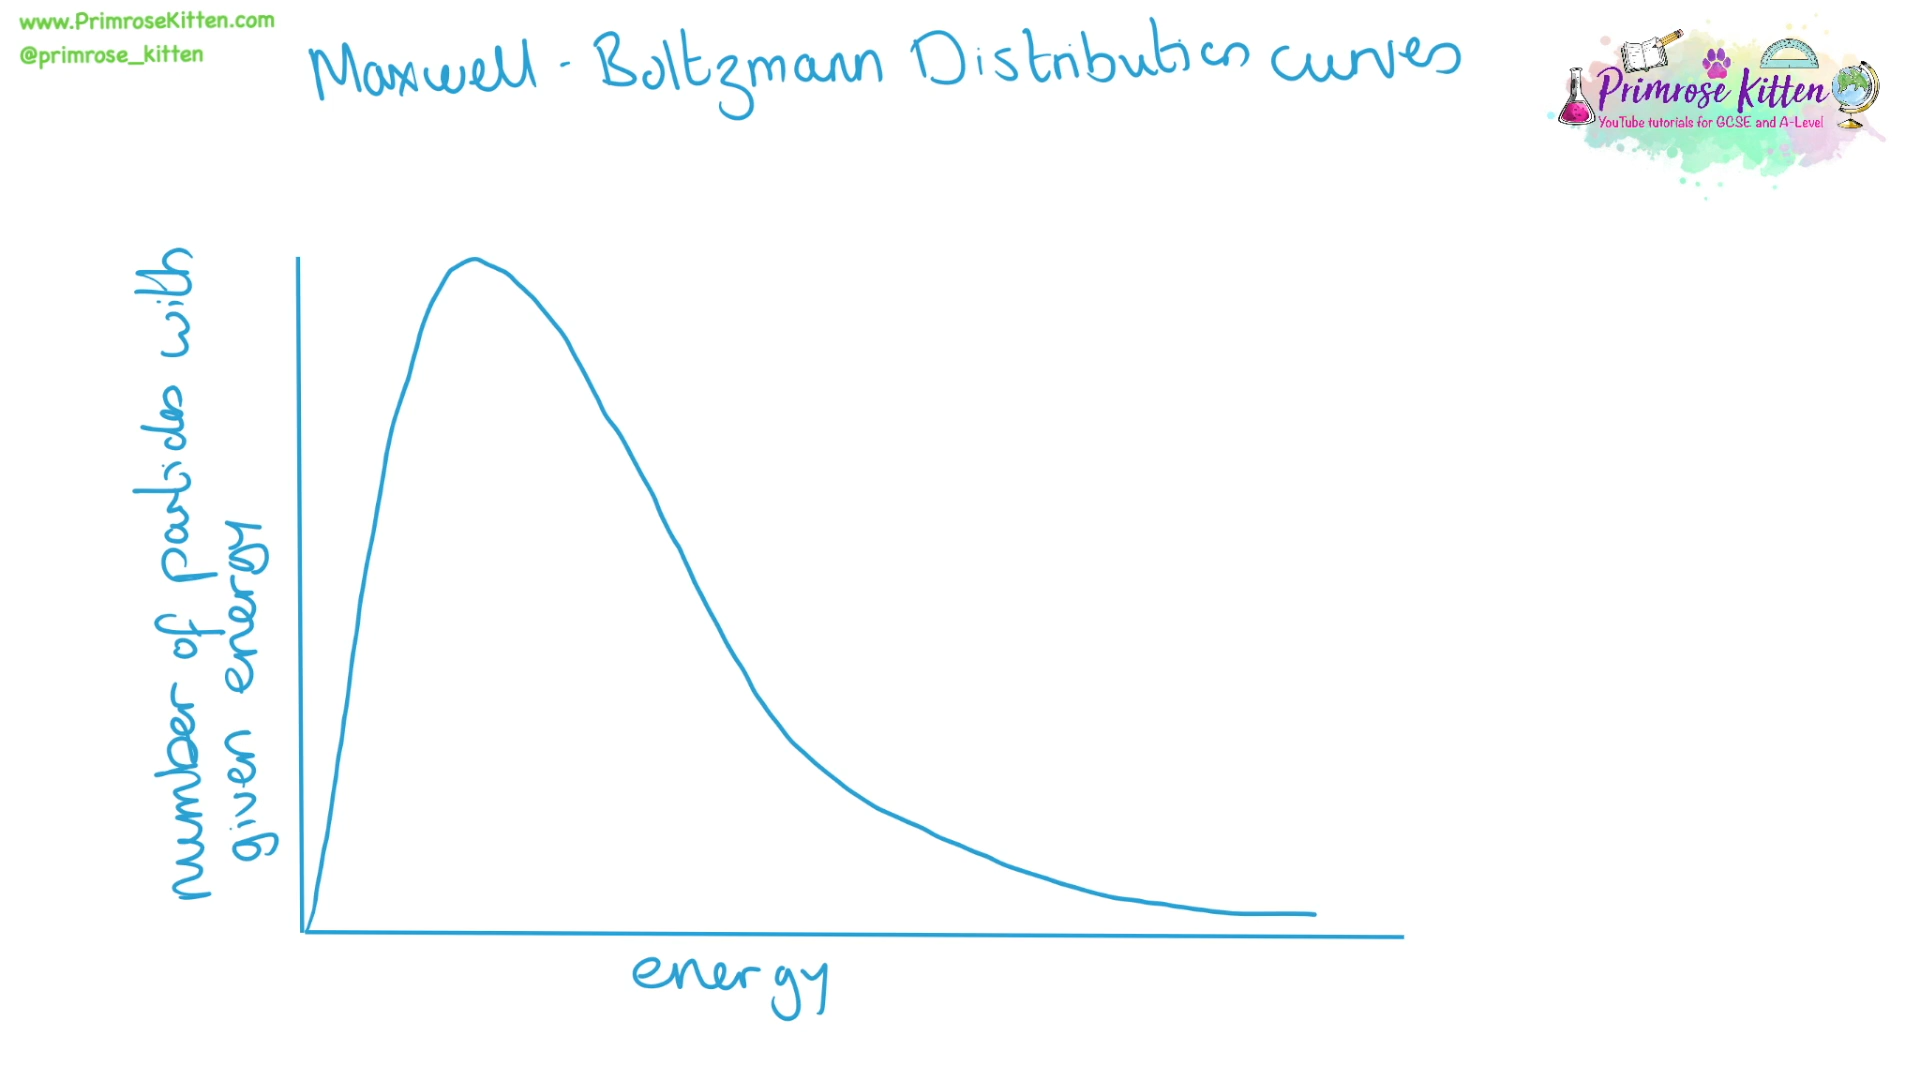 www.PrimroseKitten.com
@primrose_kitten
Maxwell - Boltzmann Distribution curves
Primrose Kitten
YouTube tutorials for GCSE and A-Level
number of particles with
given energy
energy